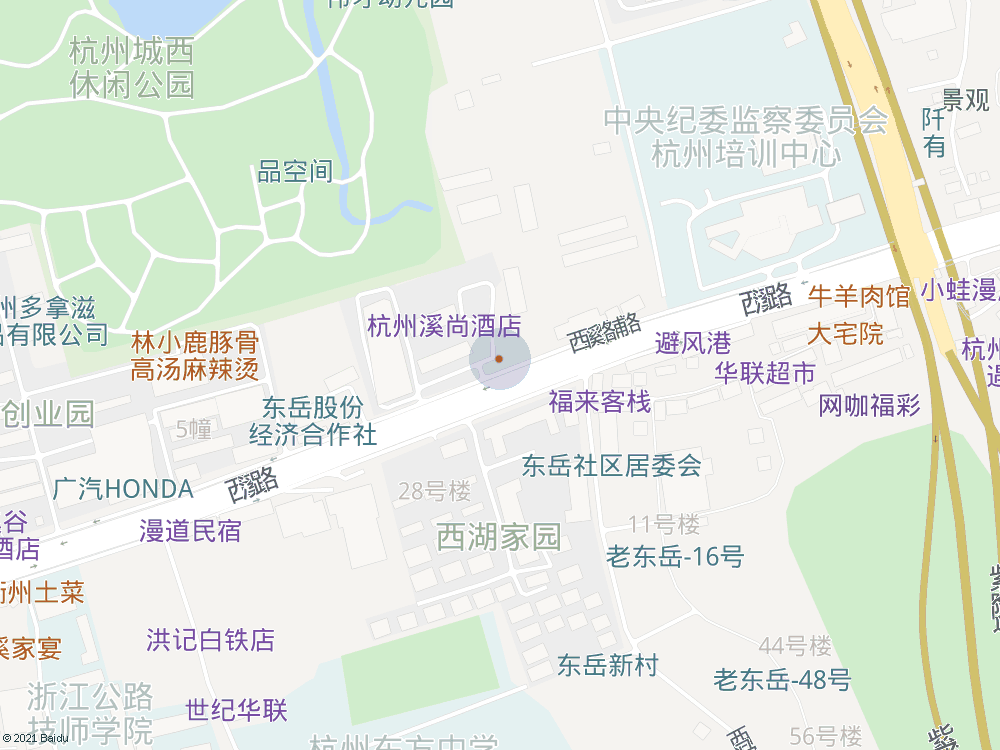 杭州城西
休闲公园
品空间
中央纪委监察委员会
杭州培训中心
景观
阡
有
州多拿滋
品有限公司
林小鹿豚骨
高汤麻辣烫
杭州溪尚酒店
西溪辅路
西溪路
牛羊肉馆
大宅院
小蛙漫
避风港
华联超市
杭州
遇
网咖福彩
创业园
5幢
东岳股份
经济合作社
福来客栈
东岳社区居委会
广汽HONDA
西溪路
28号楼
漫道民宿
谷
酒店
西湖家园
11号楼
老东岳-16号
州土菜
溪家宴
洪记白铁店
世纪华联
浙江公路
技师学院
东岳新村
44号楼
老东岳-48号
56号楼
杭州东方中学
西
紫
© 2021 Baidu